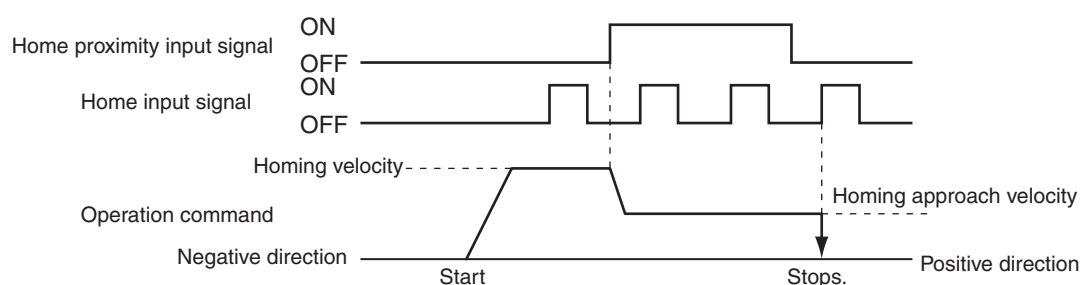 ON
Home proximity input signal
OFF
ON
Home input signal
OFF
Homing velocity
Homing approach velocity
Operation command
Negative direction
Positive direction
Start
Stops.